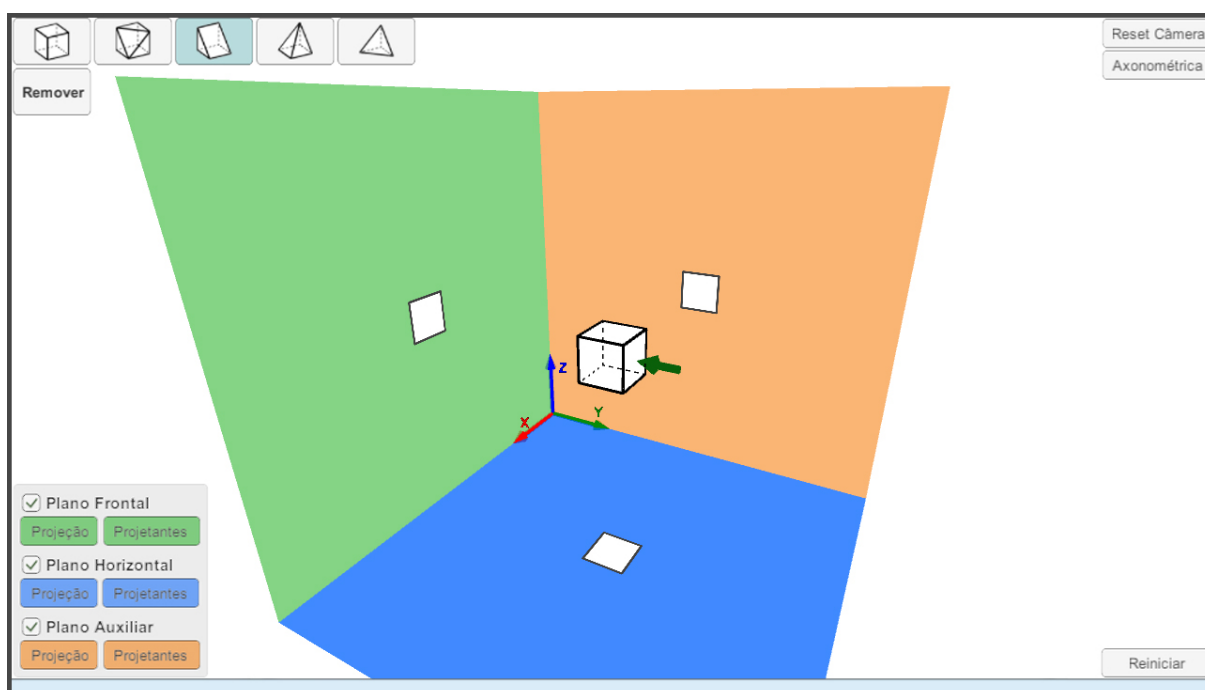 Reset Câmera
Axonométrica
Remover
Z
X
Y
Plano Frontal
Projeção Projetantes
Plano Horizontal
Projeção Projetantes
Plano Auxiliar
Projeção Projetantes
Reiniciar